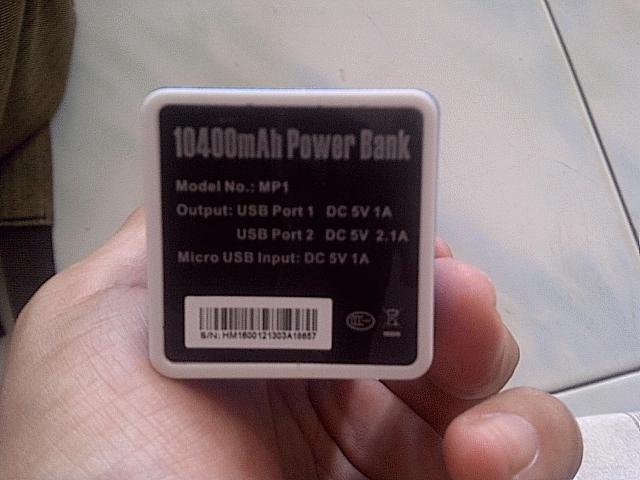 10400mAh Power Bank
Model No.: MP1
Output: USB Port 1 DC 5V 1A
USB Port 2 DC 5V 2.1A
Micro USB Input: DC 5V 1A
S/N: HM1600121303A16657